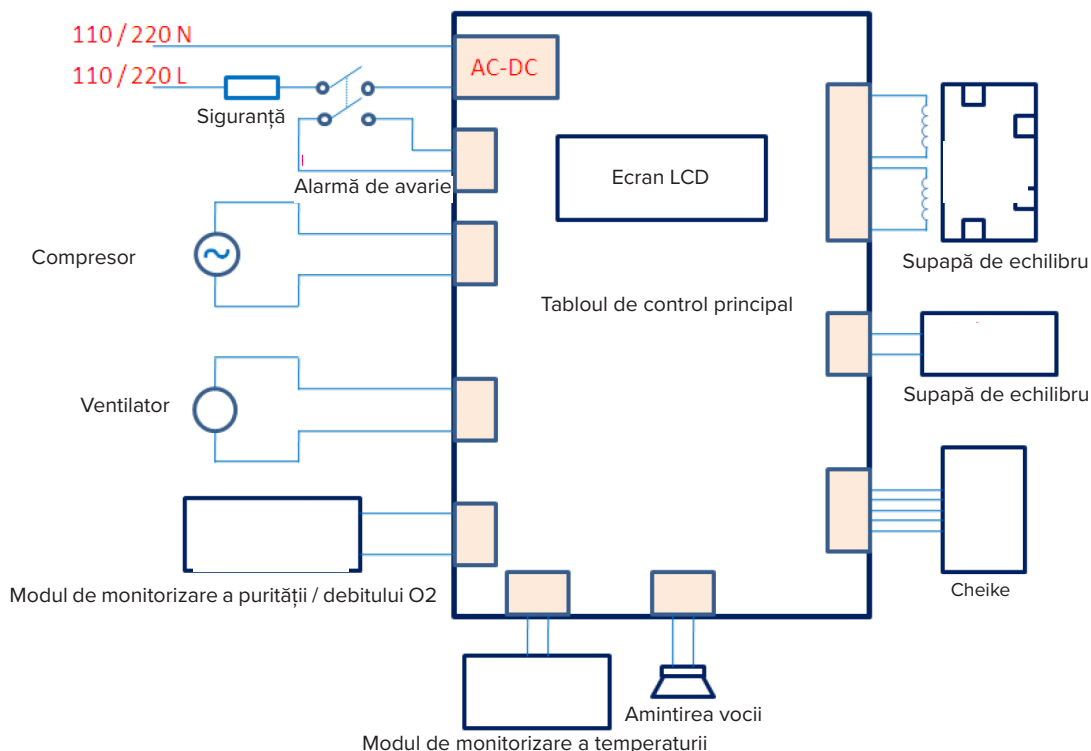 110 / 220 N
110 / 220 L
AC-DC
Siguranță
Alarmă de avarie
Ecran LCD
Compresor
Supapă de echilibru
Tabloul de control principal
Ventilator
Supapă de echilibru
Modul de monitorizare a purității / debitului O2
Cheike
Amintirea vocii
Modul de monitorizare a temperaturii